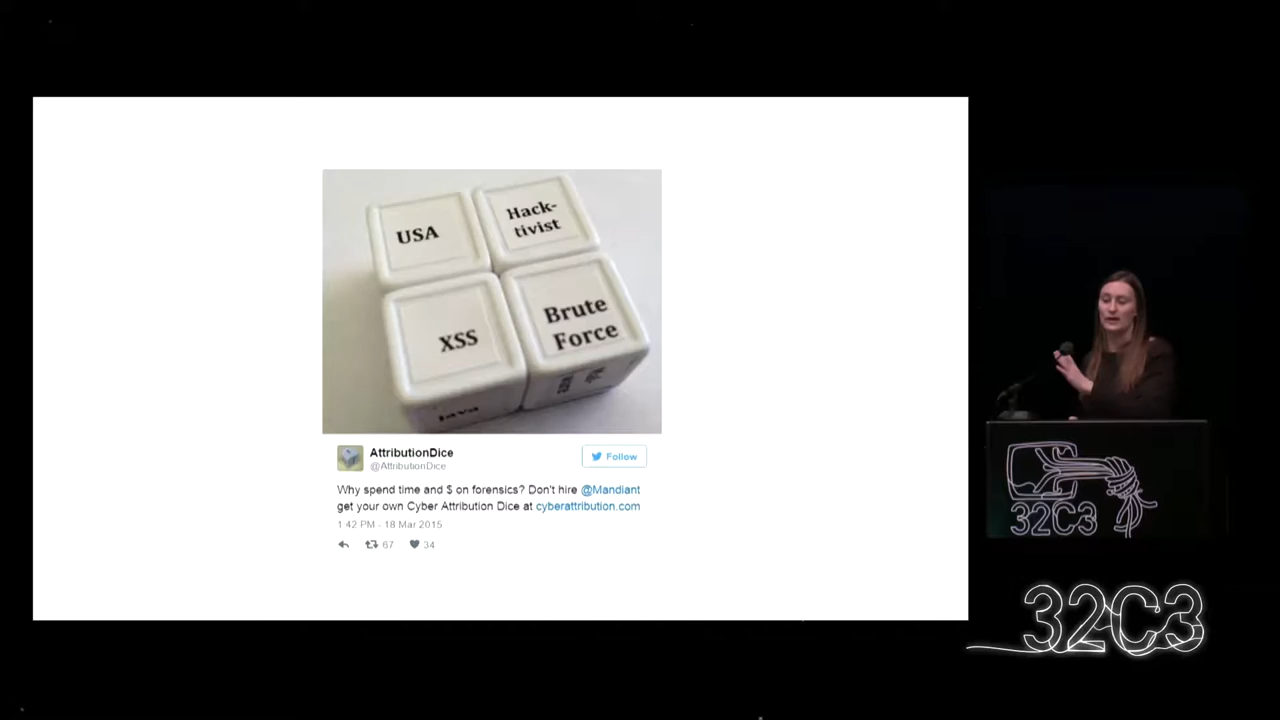 USA
Hack-
tivist
XSS
Brute
Force
java
AttributionDice
@AttributionDice
Follow
Why spend time and $ on forensics? Don't hire @Mandiant
get your own Cyber Attribution Dice at cyberattribution.com
1:42 PM - 18 Mar 2015
67
34
32C3
32C3